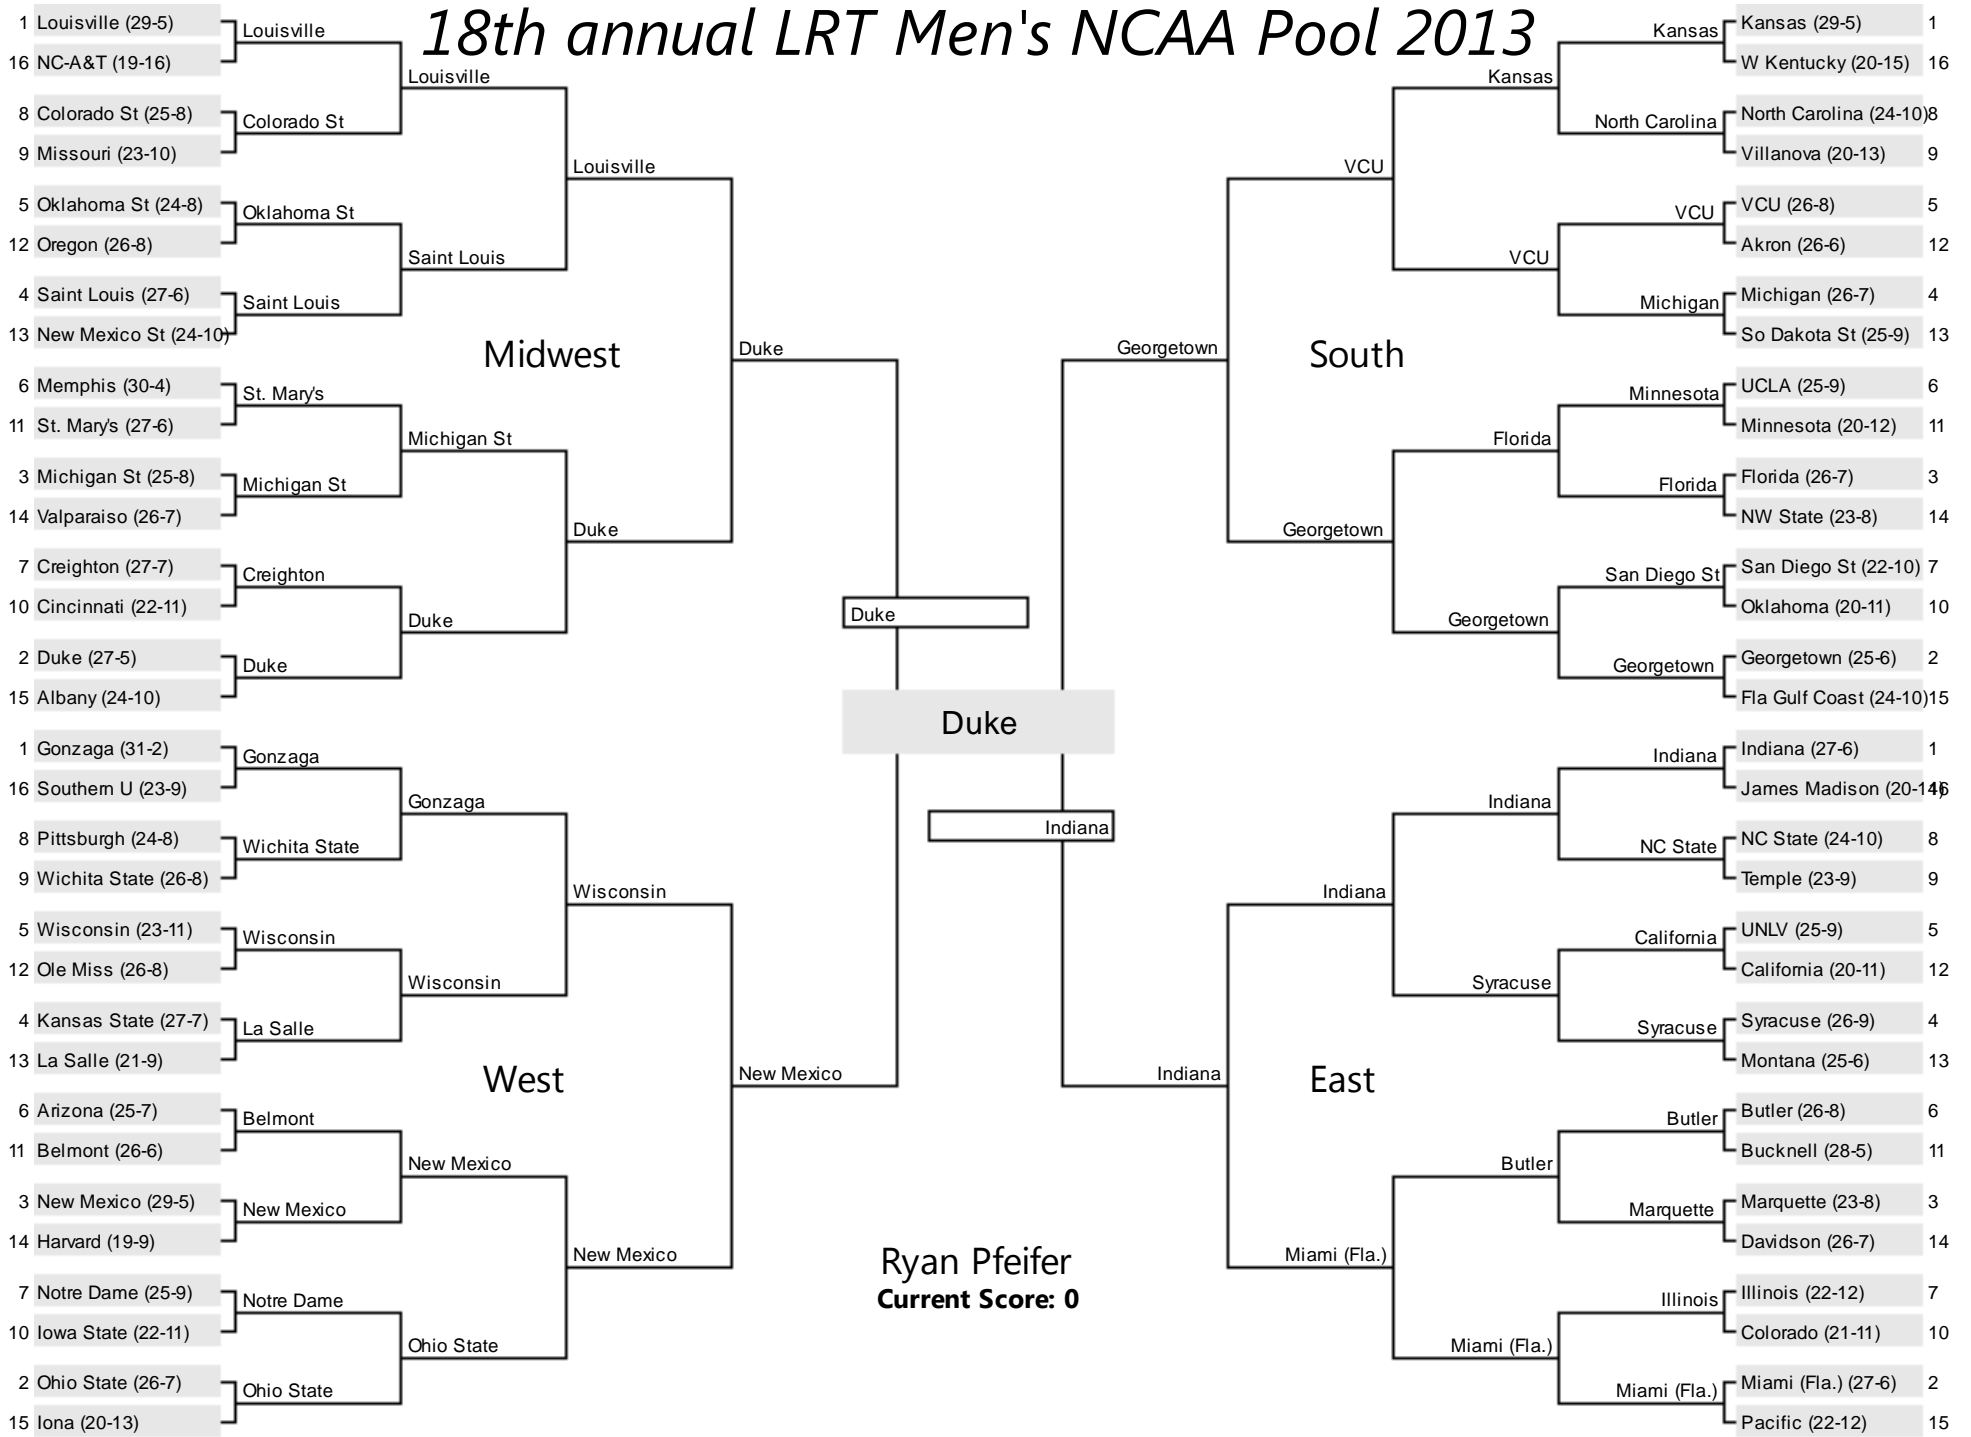 18th annual LRT Men's NCAA Pool 2013
1 Louisville (29-5)
16 NC-A&T (19-16)
8 Colorado St (25-8)
9 Missouri (23-10)
5 Oklahoma St (24-8)
12 Oregon (26-8)
4 Saint Louis (27-6)
13 New Mexico St (24-10)
6 Memphis (30-4)
11 St. Mary's (27-6)
3 Michigan St (25-8)
14 Valparaiso (26-7)
7 Creighton (27-7)
10 Cincinnati (22-11)
2 Duke (27-5)
15 Albany (24-10)
Louisville
Colorado St
Oklahoma St
Saint Louis
St. Mary's
Michigan St
Creighton
Duke
Louisville
Saint Louis
Michigan St
Duke
Louisville
Duke
Duke
Midwest
1 Gonzaga (31-2)
16 Southern U (23-9)
8 Pittsburgh (24-8)
9 Wichita State (26-8)
5 Wisconsin (23-11)
12 Ole Miss (26-8)
4 Kansas State (27-7)
13 La Salle (21-9)
6 Arizona (25-7)
11 Belmont (26-6)
3 New Mexico (29-5)
14 Harvard (19-9)
7 Notre Dame (25-9)
10 Iowa State (22-11)
2 Ohio State (26-7)
15 Iona (20-13)
Gonzaga
Wichita State
Wisconsin
La Salle
Belmont
New Mexico
Notre Dame
Ohio State
Gonzaga
Wisconsin
New Mexico
Ohio State
Wisconsin
New Mexico
New Mexico
West
Duke
Duke
Indiana
Ryan Pfeifer
Current Score: 0
Kansas (29-5) 1
W Kentucky (20-15) 16
North Carolina (24-10) 8
Villanova (20-13) 9
VCU (26-8) 5
Akron (26-6) 12
Michigan (26-7) 4
So Dakota St (25-9) 13
UCLA (25-9) 6
Minnesota (20-12) 11
Florida (26-7) 3
NW State (23-8) 14
San Diego St (22-10) 7
Oklahoma (20-11) 10
Georgetown (25-6) 2
Fla Gulf Coast (24-10) 15
Kansas
North Carolina
VCU
Michigan
Minnesota
Florida
San Diego St
Georgetown
Kansas
VCU
Florida
Georgetown
VCU
Georgetown
Georgetown
South
Indiana (27-6) 1
James Madison (20-14) 16
NC State (24-10) 8
Temple (23-9) 9
UNLV (25-9) 5
California (20-11) 12
Syracuse (26-9) 4
Montana (25-6) 13
Butler (26-8) 6
Bucknell (28-5) 11
Marquette (23-8) 3
Davidson (26-7) 14
Illinois (22-12) 7
Colorado (21-11) 10
Miami (Fla.) (27-6) 2
Pacific (22-12) 15
Indiana
NC State
California
Syracuse
Butler
Marquette
Illinois
Miami (Fla.)
Indiana
Syracuse
Butler
Miami (Fla.)
Indiana
Miami (Fla.)
Indiana
East